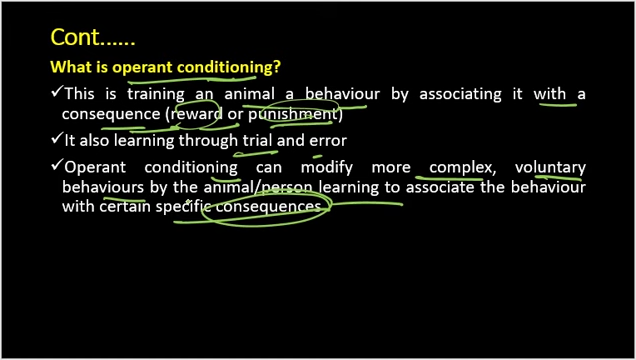 Cont......
What is operant conditioning?
✓This is training an animal a behaviour by associating it with a
consequence (reward or punishment)
✓It also learning through trial and error
✓Operant conditioning can modify more complex, voluntary
behaviours by the animal/person learning to associate the behaviour
with certain specific consequences.